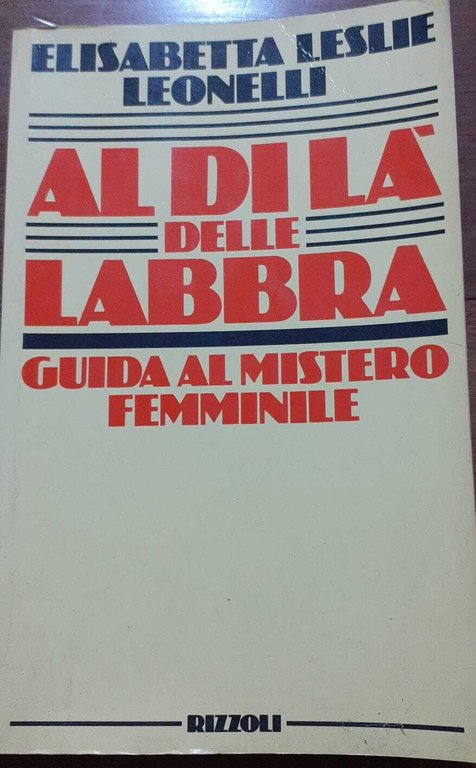 ELISABETTA LESLIE
LEONELLI
AL DI LÀ
DELLE
LABBRA
GUIDA AL MISTERO
FEMMINILE
RIZZOLI